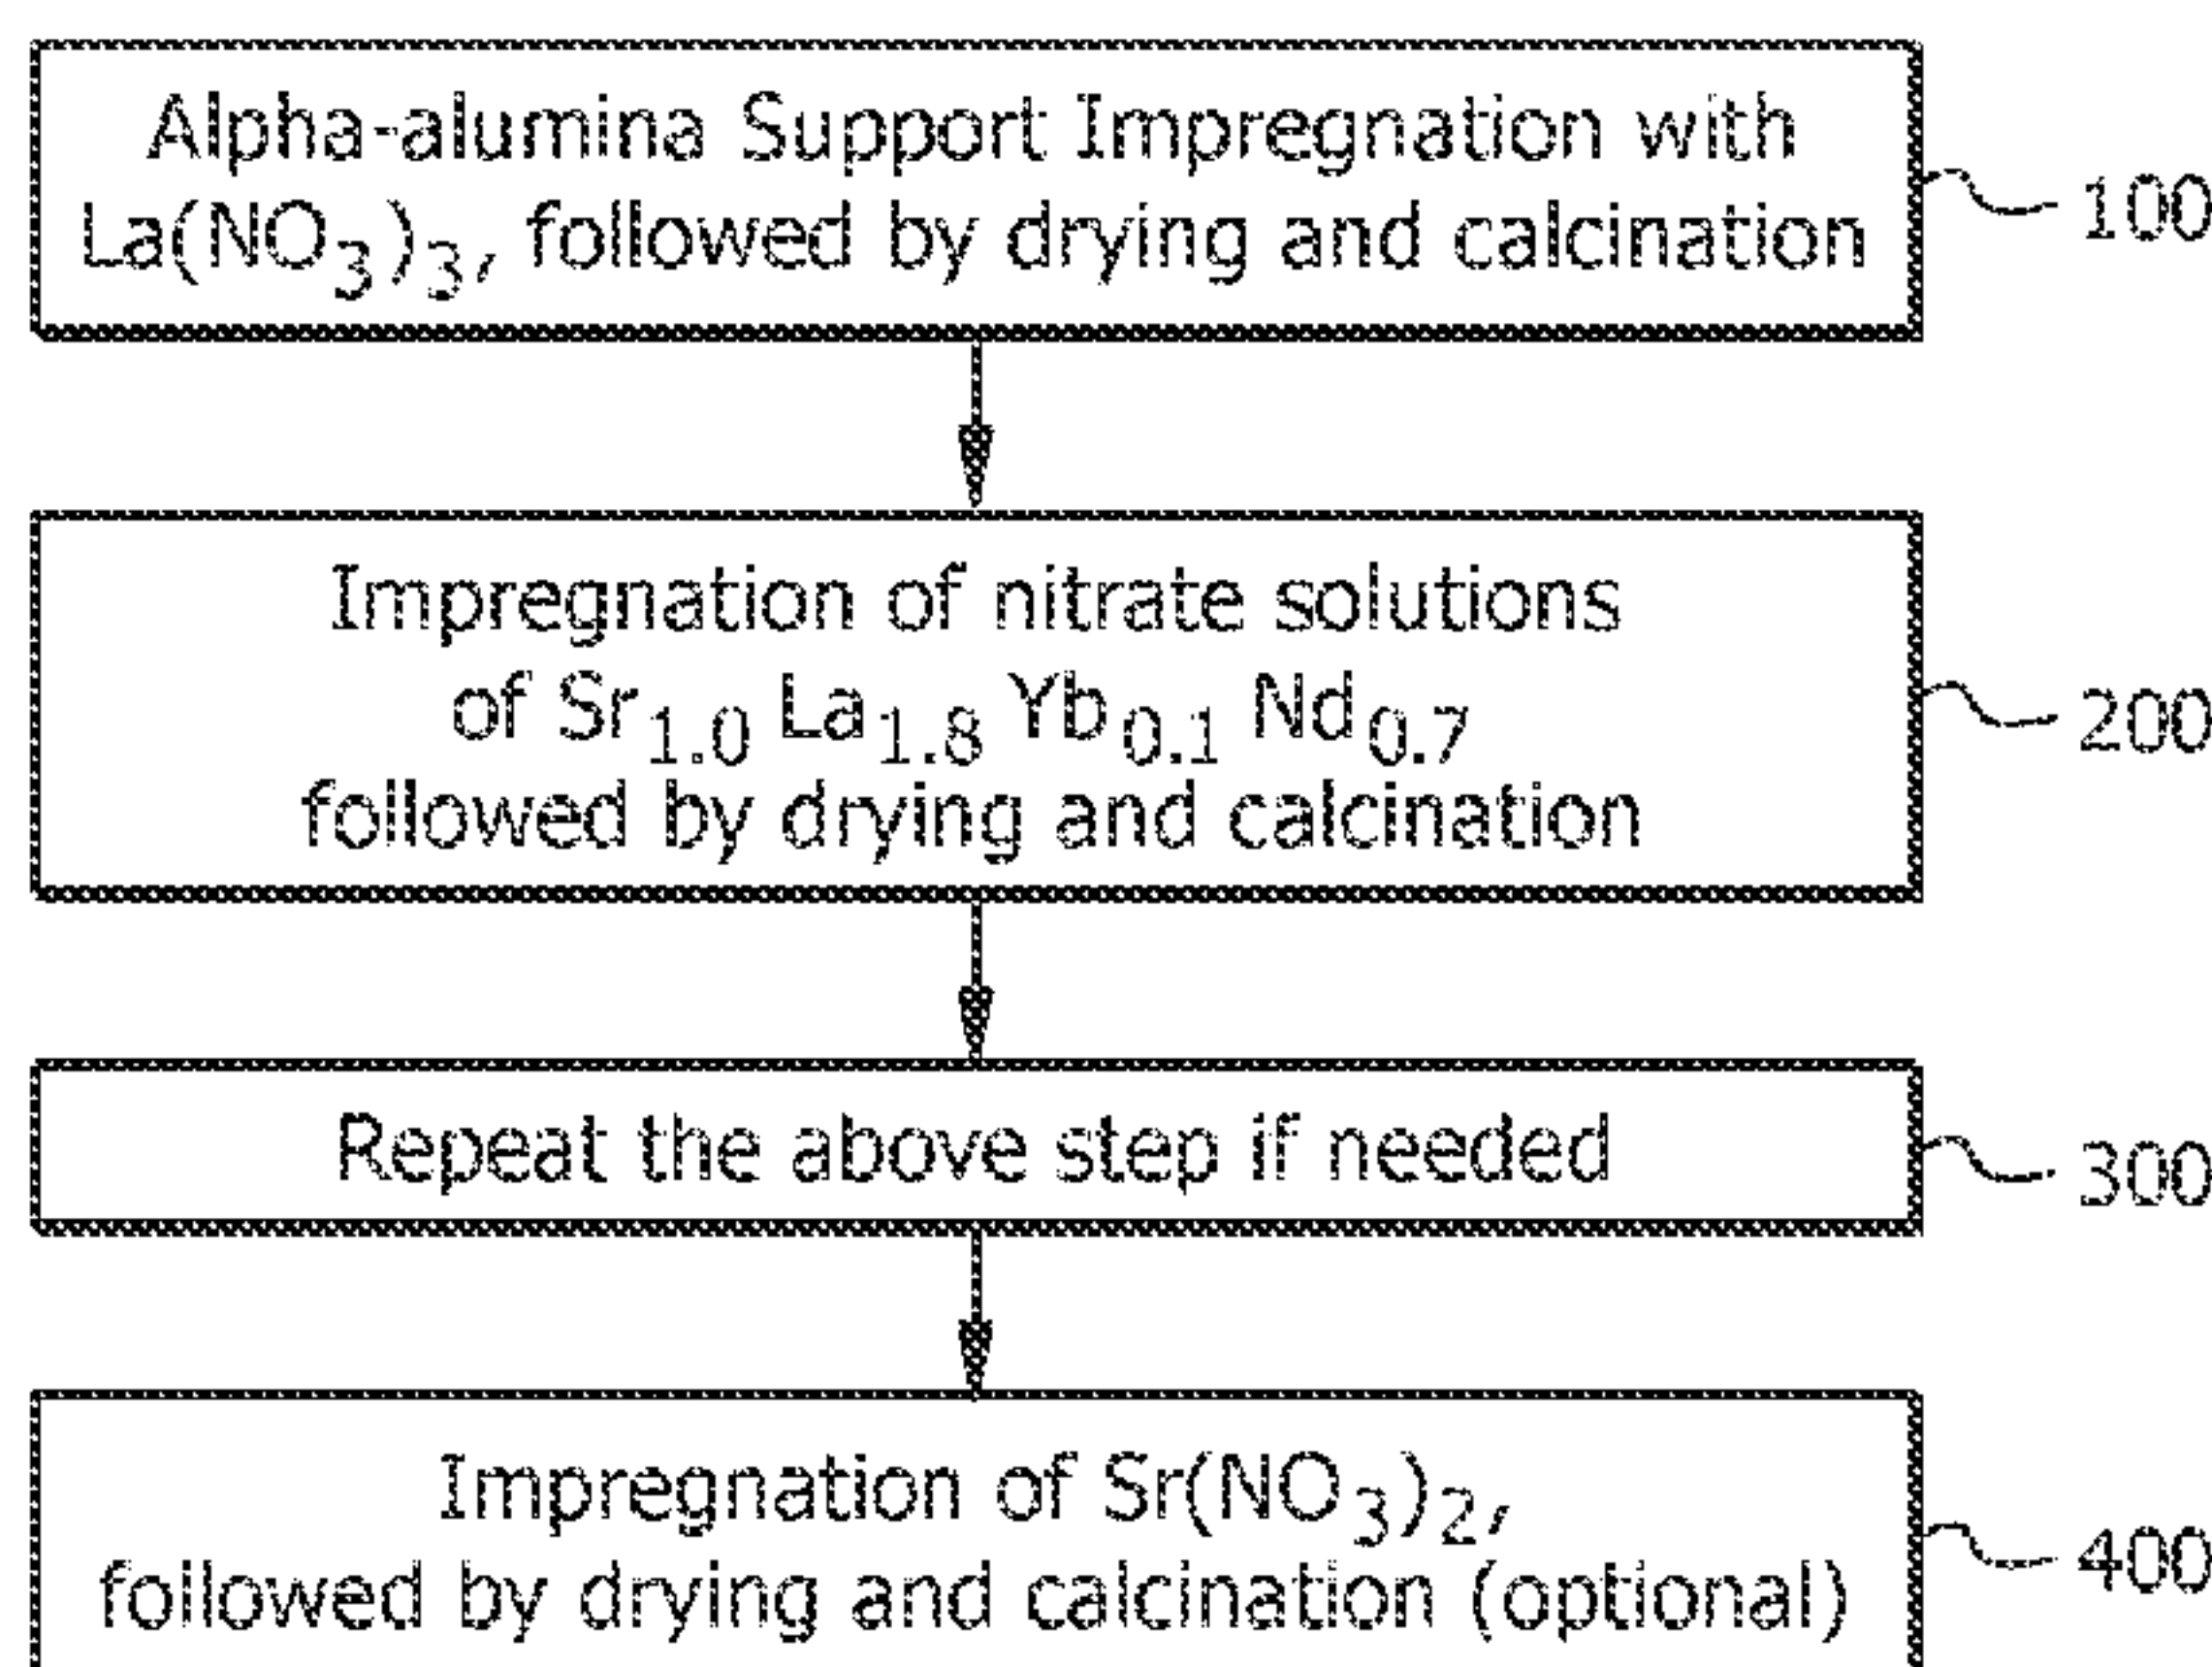 Alpha-alumina Support Impregnation with
La(NO3)3, followed by drying and calcination
100
Impregnation of nitrate solutions
of Sr1.0 La1.8 Yb0.1 Nd0.7
followed by drying and calcination
200
Repeat the above step if needed
300
Impregnation of Sr(NO3)2,
followed by drying and calcination (optional)
400